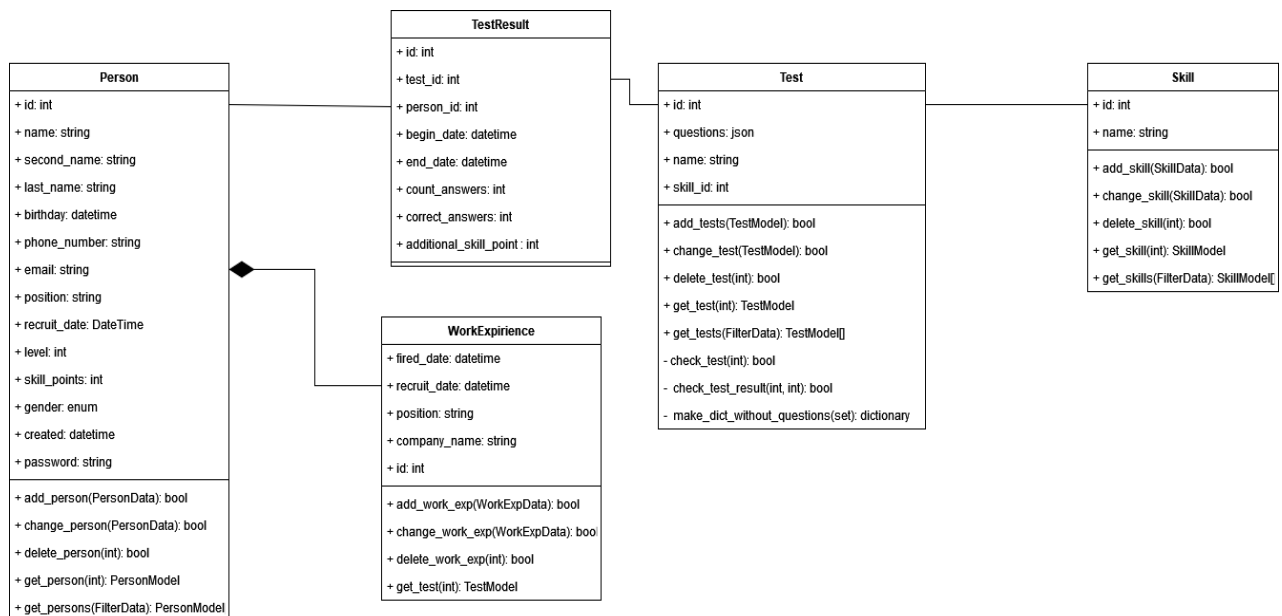 Person
+ id: int
+ name: string
+ second_name: string
+ last_name: string
+ birthday: datetime
+ phone_number: string
+ email: string
+ position: string
+ recruit_date: DateTime
+ level: int
+ skill_points: int
+ gender: enum
+ created: datetime
+ password: string
+ add_person(PersonData): bool
+ change_person(PersonData): bool
+ delete_person(int): bool
+ get_person(int): PersonModel
+ get_persons(FilterData): PersonModel
TestResult
+ id: int
+ test_id: int
+ person_id: int
+ begin_date: datetime
+ end_date: datetime
+ count_answers: int
+ correct_answers: int
+ additional_skill_point : int
WorkExpirience
+ fired_date: datetime
+ recruit_date: datetime
+ position: string
+ company_name: string
+ id: int
+ add_work_exp(WorkExpData): bool
+ change_work_exp(WorkExpData): bool
+ delete_work_exp(int): bool
+ get_test(int): TestModel
Test
+ id: int
+ questions: json
+ name: string
+ skill_id: int
+ add_tests(TestModel): bool
+ change_test(TestModel): bool
+ delete_test(int): bool
+ get_test(int): TestModel
+ get_tests(FilterData): TestModel[]
- check_test(int): bool
- check_test_result(int, int): bool
- make_dict_without_questions(set): dictionary
Skill
+ id: int
+ name: string
+ add_skill(SkillData): bool
+ change_skill(SkillData): bool
+ delete_skill(int): bool
+ get_skill(int): SkillModel
+ get_skills(FilterData): SkillModel[]